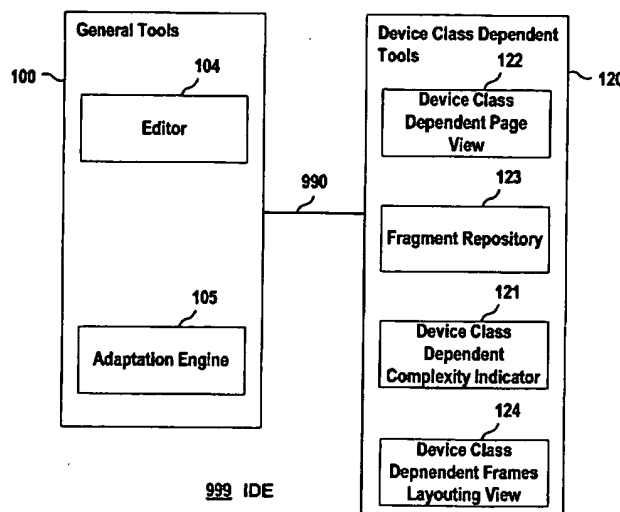 General Tools
100
104
Editor
105
Adaptation Engine
990
Device Class Dependent
Tools
120
122
Device Class
Dependent Page
View
123
Fragment Repository
121
Device Class
Dependent
Complexity Indicator
124
Device Class
Depnendent Frames
Layouting View
999 IDE